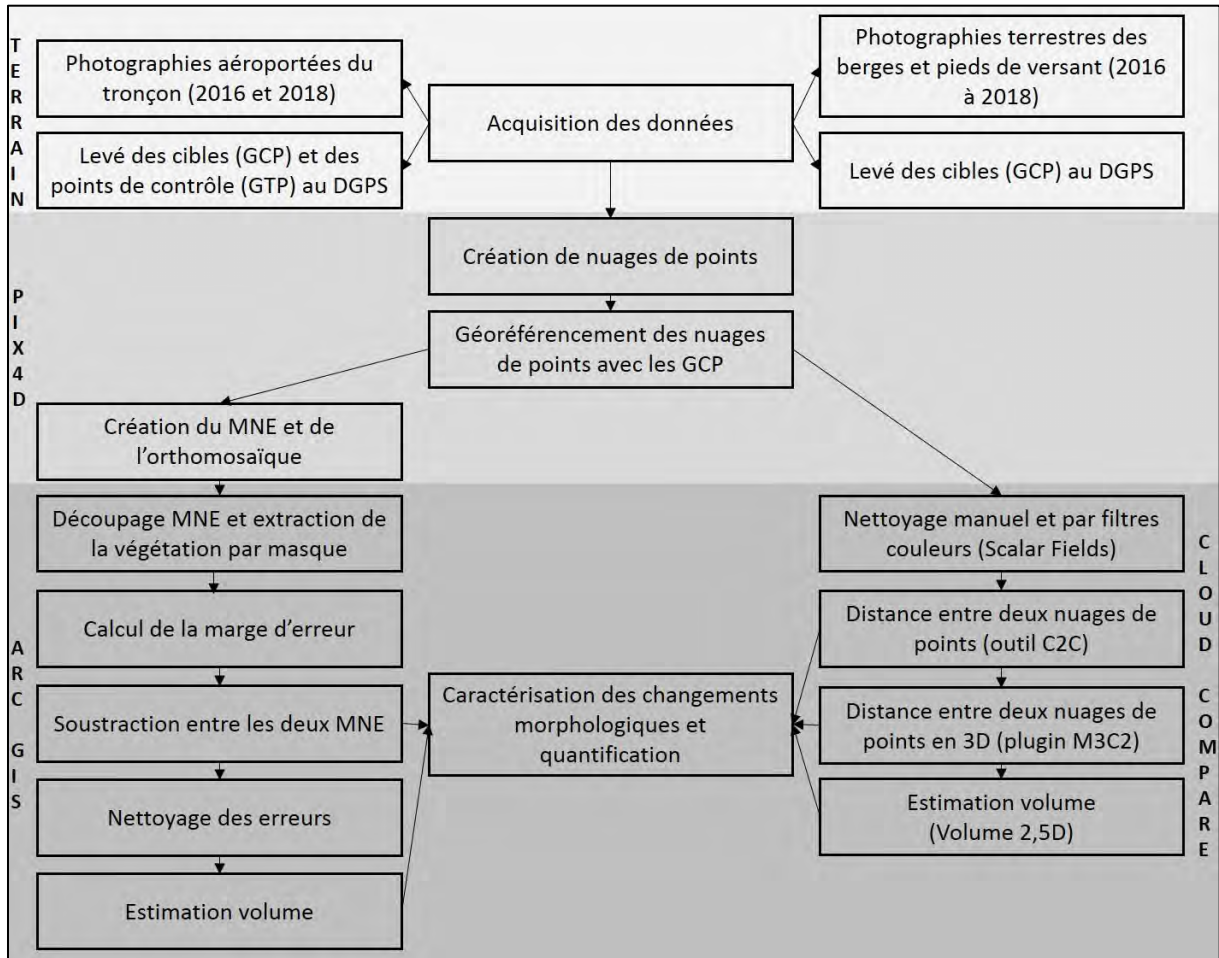 TERRAIN
Photographies aéroportées du
tronçon (2016 et 2018)
Levé des cibles (GCP) et des
points de contrôle (GTP) au DGPS
Acquisition des données
Photographies terrestres des
berges et pieds de versant (2016
à 2018)
Levé des cibles (GCP) au DGPS
PIX4D
Création de nuages de points
Géoréférencement des nuages
de points avec les GCP
Création du MNE et de
l'orthomosaïque
ARC GIS
Découpage MNE et extraction de
la végétation par masque
Calcul de la marge d'erreur
Soustraction entre les deux MNE
Nettoyage des erreurs
Estimation volume
Caractérisation des changements
morphologiques et
quantification
Nettoyage manuel et par filtres
couleurs (Scalar Fields)
Distance entre deux nuages de
points (outil C2C)
Distance entre deux nuages de
points en 3D (plugin M3C2)
Estimation volume
(Volume 2,5D)
CLOUD COMPARE